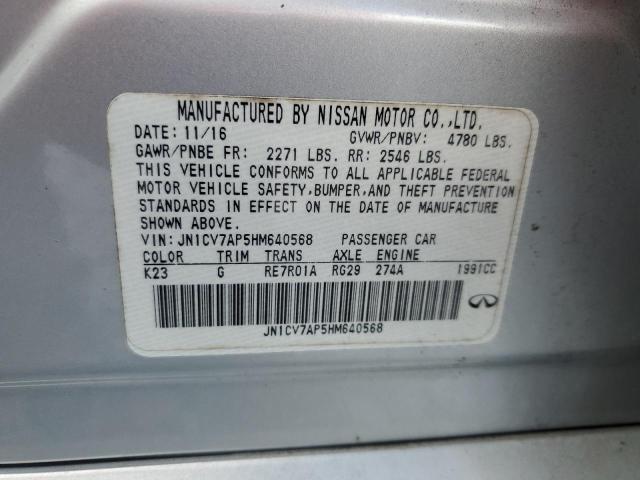 MANUFACTURED BY NISSAN MOTOR CO.,LTD.
DATE: 11/16 GVWR/PNBV: 4780 LBS.
GAWR/PNBE FR: 2271 LBS. RR: 2546 LBS.
THIS VEHICLE CONFORMS TO ALL APPLICABLE FEDERAL
MOTOR VEHICLE SAFETY,BUMPER,AND THEFT PREVENTION
STANDARDS IN EFFECT ON THE DATE OF MANUFACTURE
SHOWN ABOVE.
VIN: JN1CV7AP5HM640568 PASSENGER CAR
COLOR TRIM TRANS AXLE ENGINE
K23 G RE7R01A RG29 274A 1991CC
JN1CV7AP5HM640568